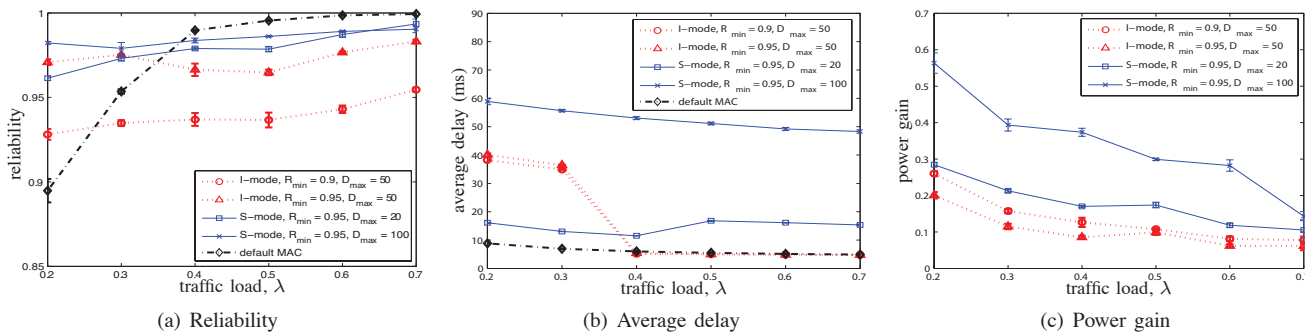 1
0.95
0.9
0.85
reliability
0.2 0.3 0.4 0.5 0.6 0.7
traffic load, λ
I−mode, R min = 0.9, D max = 50
I−mode, R min = 0.95, D max = 50
S−mode, R min = 0.95, D max = 20
S−mode, R min = 0.95, D max = 100
default MAC
(a) Reliability
90
80
70
60
50
40
30
20
10
0
average delay (ms)
0.2 0.3 0.4 0.5 0.6 0.7
traffic load, λ
I−mode, R min = 0.9, D max = 50
I−mode, R min = 0.95, D max = 50
S−mode, R min = 0.95, D max = 20
S−mode, R min = 0.95, D max = 100
default MAC
(b) Average delay
0.7
0.6
0.5
0.4
0.3
0.2
0.1
0
power gain
0.2 0.3 0.4 0.5 0.6 0.7
traffic load, λ
I−mode, R min = 0.9, D max = 50
I−mode, R min = 0.95, D max = 50
S−mode, R min = 0.95, D max = 20
S−mode, R min = 0.95, D max = 100
(c) Power gain